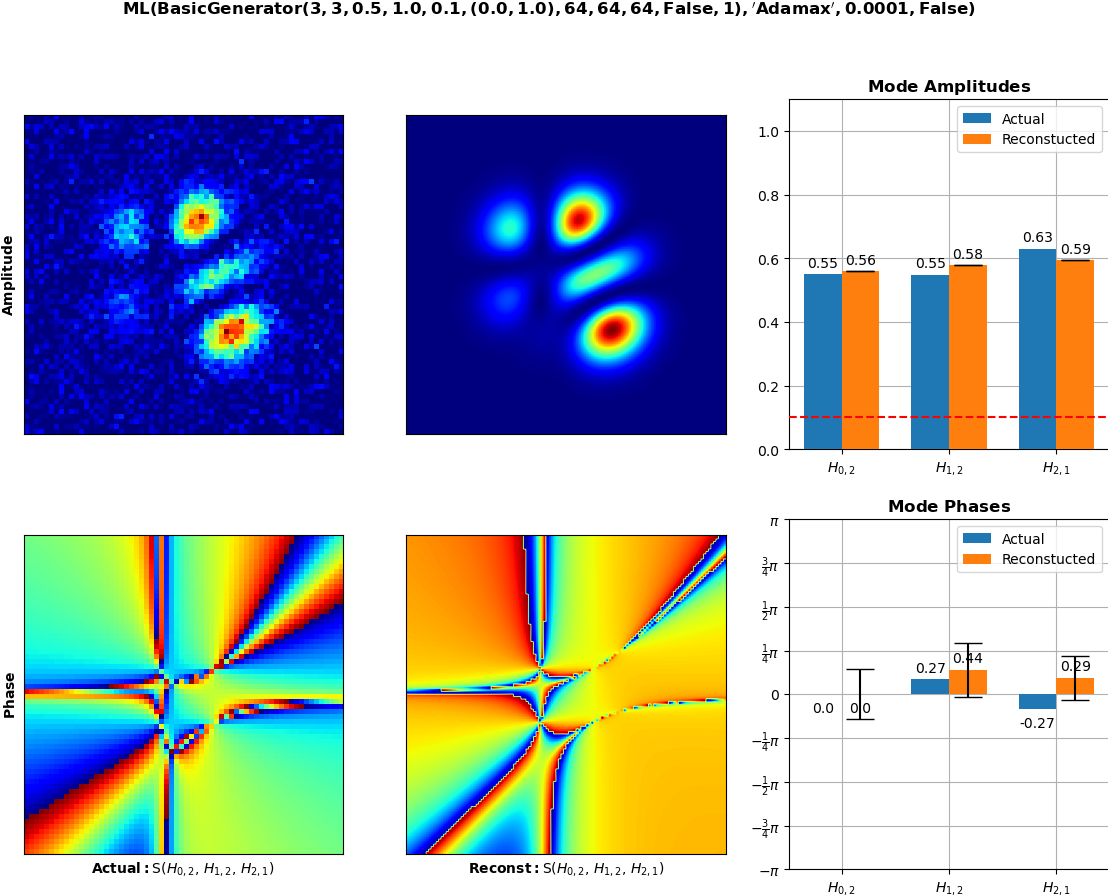 ML(BasicGenerator(3, 3, 0.5, 1.0, 0.1, (0.0, 1.0), 64, 64, 64, False, 1), 'Adamax', 0.0001, False)
Amplitude
Mode Amplitudes
Actual
Reconstucted
1.0
0.8
0.6
0.4
0.2
0.0
0.55
0.56
0.55
0.58
0.63
0.59
H0,2
H1,2
H2,1
Phase
Actual: S(H0,2, H1,2, H2,1)
Reconst: S(H0,2, H1,2, H2,1)
Mode Phases
Actual
Reconstucted
π
3/4π
1/2π
1/4π
0
−1/4π
−1/2π
−3/4π
−π
0.0
0.0
0.27
0.44
-0.27
0.29
H0,2
H1,2
H2,1